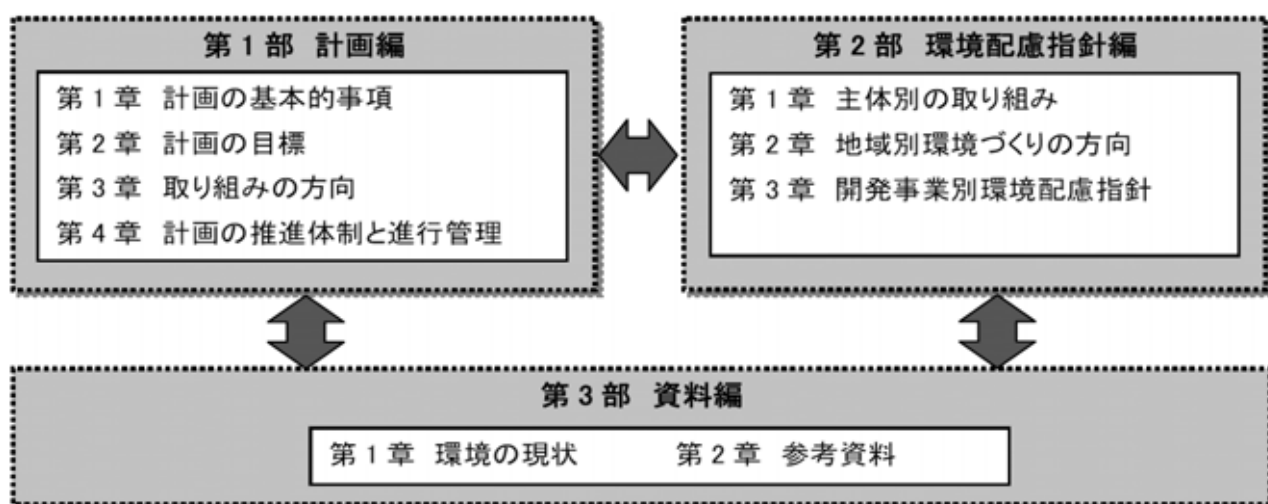 第1部 計画編
第1章 計画の基本的事項
第2章 計画の目標
第3章 取り組みの方向
第4章 計画の推進体制と進行管理
第2部 環境配慮指針編
第1章 主体別の取り組み
第2章 地域別環境づくりの方向
第3章 開発事業別環境配慮指針
第3部 資料編
第1章 環境の現状 第2章 参考資料